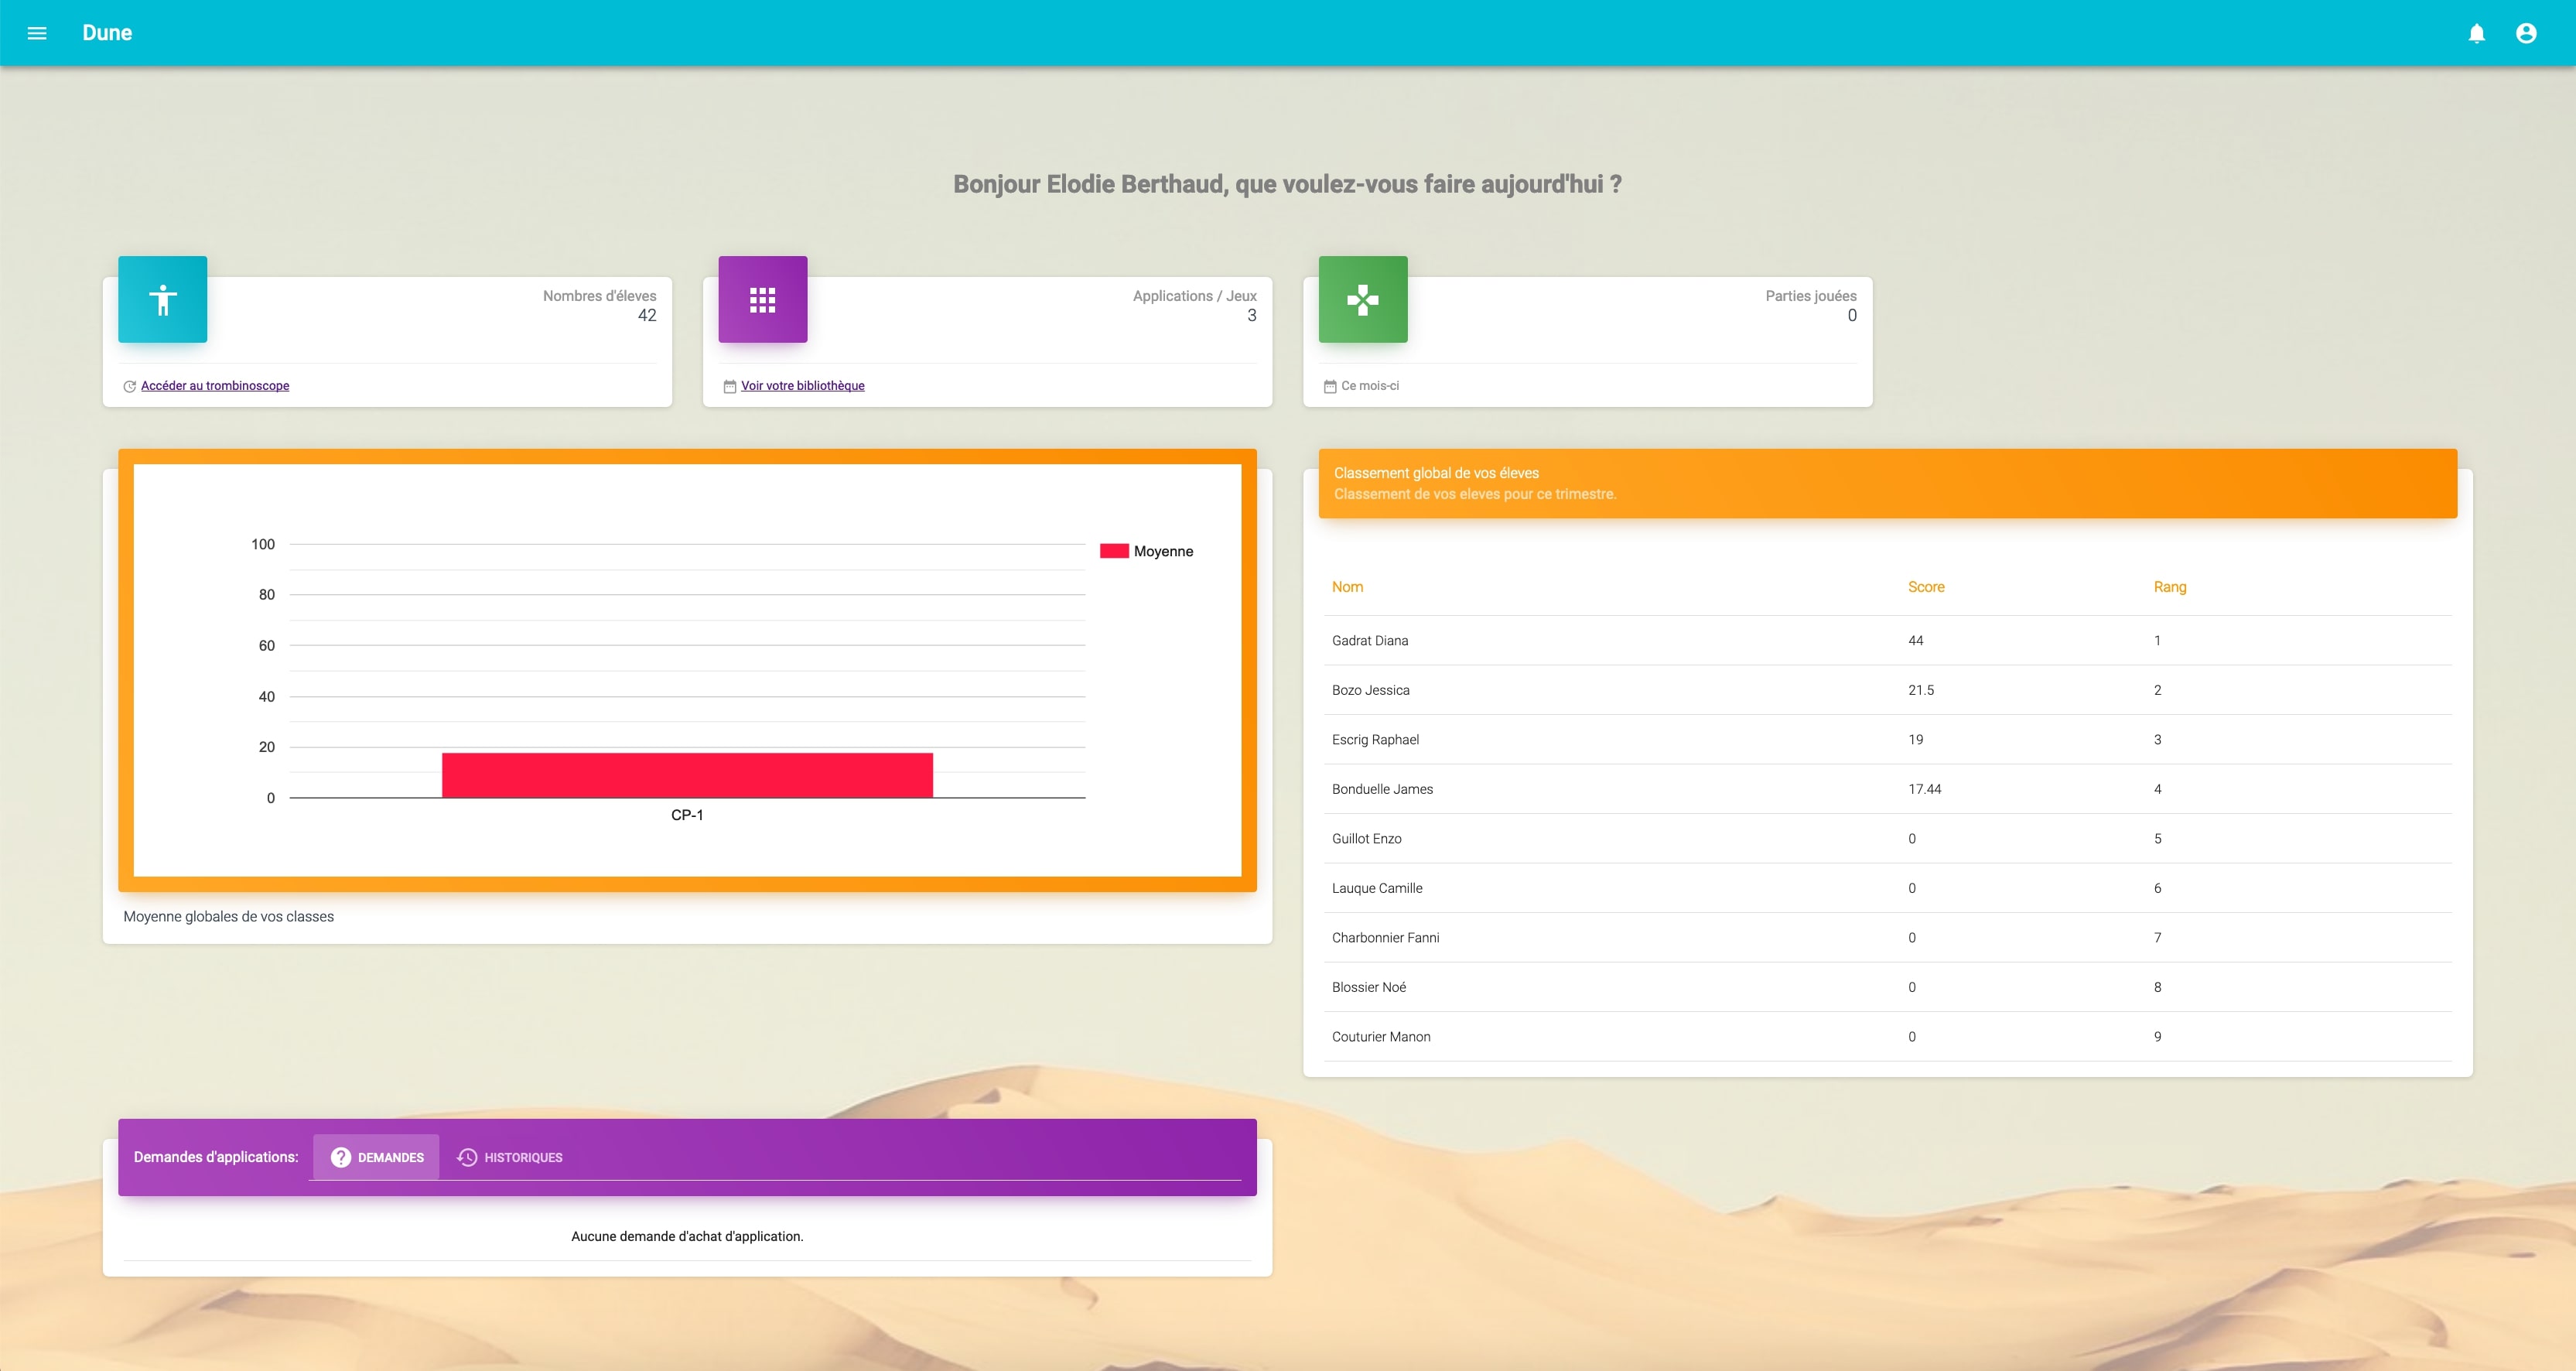 Dune
Bonjour Elodie Berthaud, que voulez-vous faire aujourd'hui ?
Nombres d'éleves
42
Accéder au trombinoscope
Applications / Jeux
3
Voir votre bibliothèque
Parties jouées
0
Ce mois-ci
100
80
60
40
20
0
CP-1
Moyenne
Moyenne globales de vos classes
Classement global de vos éleves
Classement de vos eleves pour ce trimestre.
Nom Score Rang
Gadrat Diana 44 1
Bozo Jessica 21.5 2
Escrig Raphael 19 3
Bonduelle James 17.44 4
Guillot Enzo 0 5
Lauque Camille 0 6
Charbonnier Fanni 0 7
Blossier Noé 0 8
Couturier Manon 0 9
Demandes d'applications: DEMANDES HISTORIQUES
Aucune demande d'achat d'application.